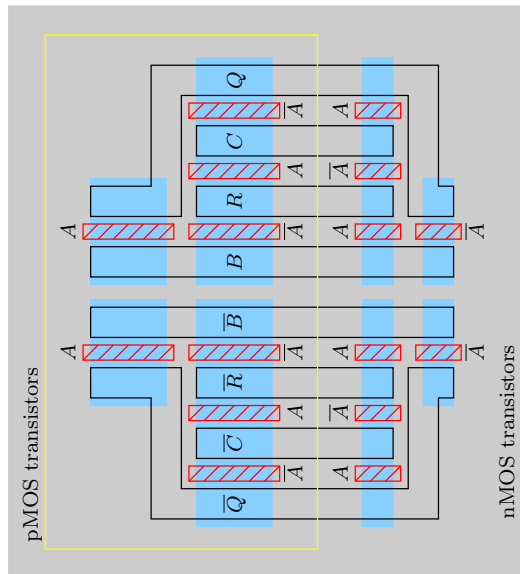 pMOS transistors
A A
Q̅ C̅ R̅ B̅ B R C Q
A̅ A A̅ A̅ A A̅
A A̅ A A A̅ A
A̅ A̅
nMOS transistors